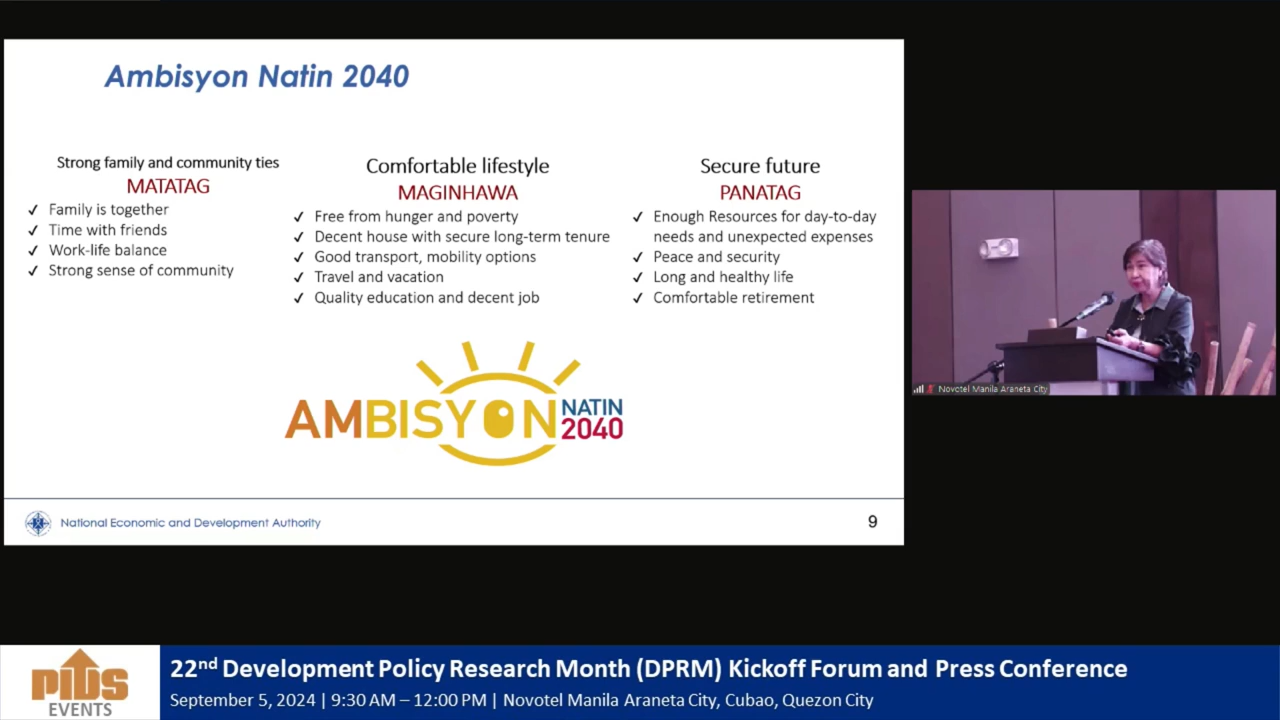 Ambisyon Natin 2040
Strong family and community ties
MATATAG
✓ Family is together
✓ Time with friends
✓ Work-life balance
✓ Strong sense of community
Comfortable lifestyle
MAGINHAWA
✓ Free from hunger and poverty
✓ Decent house with secure long-term tenure
✓ Good transport, mobility options
✓ Travel and vacation
✓ Quality education and decent job
Secure future
PANATAG
✓ Enough Resources for day-to-day
needs and unexpected expenses
✓ Peace and security
✓ Long and healthy life
✓ Comfortable retirement
AMBISYON NATIN
2040
National Economic and Development Authority
9
Novotel Manila Araneta City
pids
EVENTS
22nd Development Policy Research Month (DPRM) Kickoff Forum and Press Conference
September 5, 2024 | 9:30 AM – 12:00 PM | Novotel Manila Araneta City, Cubao, Quezon City